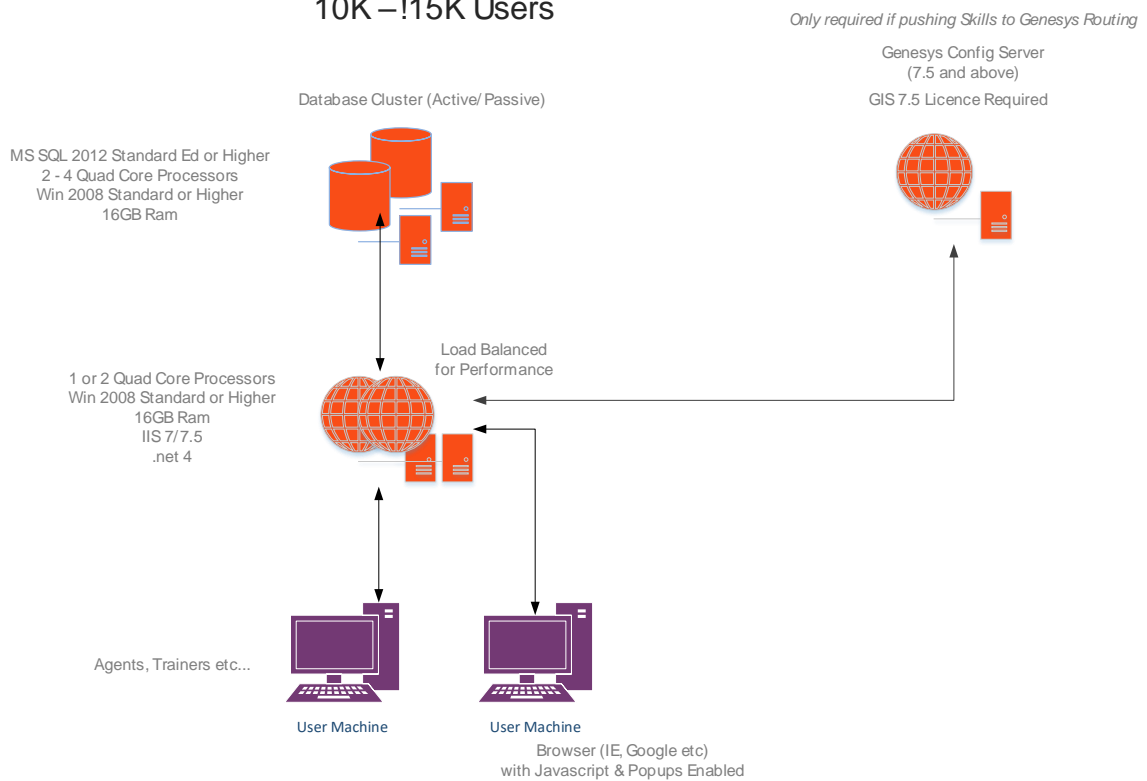 10K –!15K Users
Only required if pushing Skills to Genesys Routing
Genesys Config Server
(7.5 and above)
GIS 7.5 Licence Required
Database Cluster (Active/Passive)
MS SQL 2012 Standard Ed or Higher
2 - 4 Quad Core Processors
Win 2008 Standard or Higher
16GB Ram
Load Balanced
for Performance
1 or 2 Quad Core Processors
Win 2008 Standard or Higher
16GB Ram
IIS 7/7.5
.net 4
Agents, Trainers etc...
User Machine
User Machine
Browser (IE, Google etc)
with Javascript & Popups Enabled